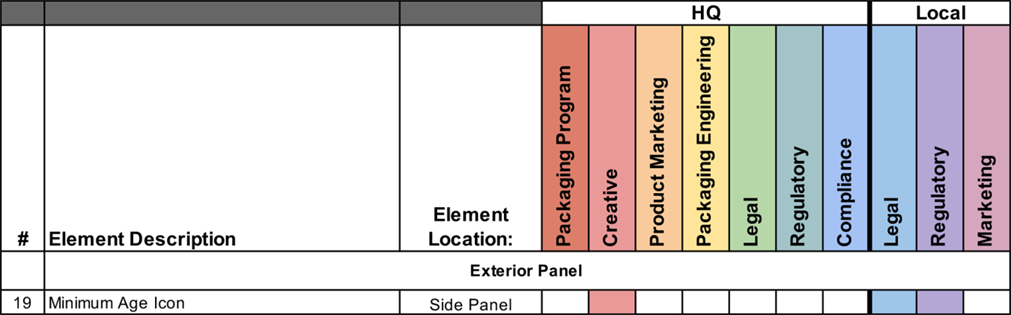 HQ
Local
#
Element Description
Element
Location:
Packaging Program
Creative
Product Marketing
Packaging Engineering
Legal
Regulatory
Compliance
Legal
Regulatory
Marketing
Exterior Panel
19
Minimum Age Icon
Side Panel